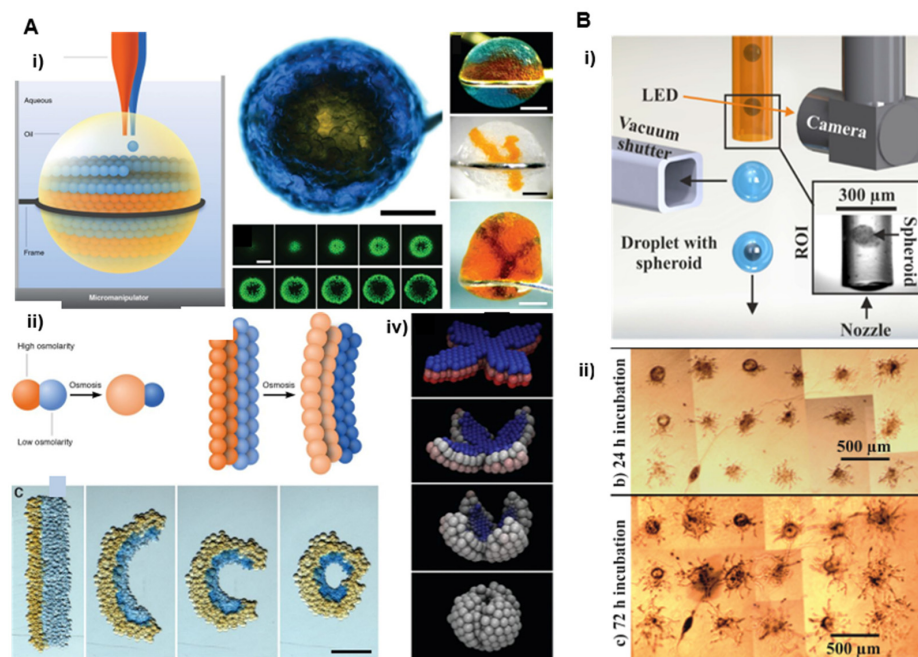 A
i)
Aqueous
Oil
Frame
Micromanipulator
ii)
High osmolarity
Osmosis
Low osmolarity
Osmosis
C
iv)
B
i)
LED
Camera
Vacuum
shutter
300 µm
Spheroid
ROI
Droplet with
spheroid
Nozzle
ii)
b) 24 h incubation
500 µm
c) 72 h incubation
500 µm